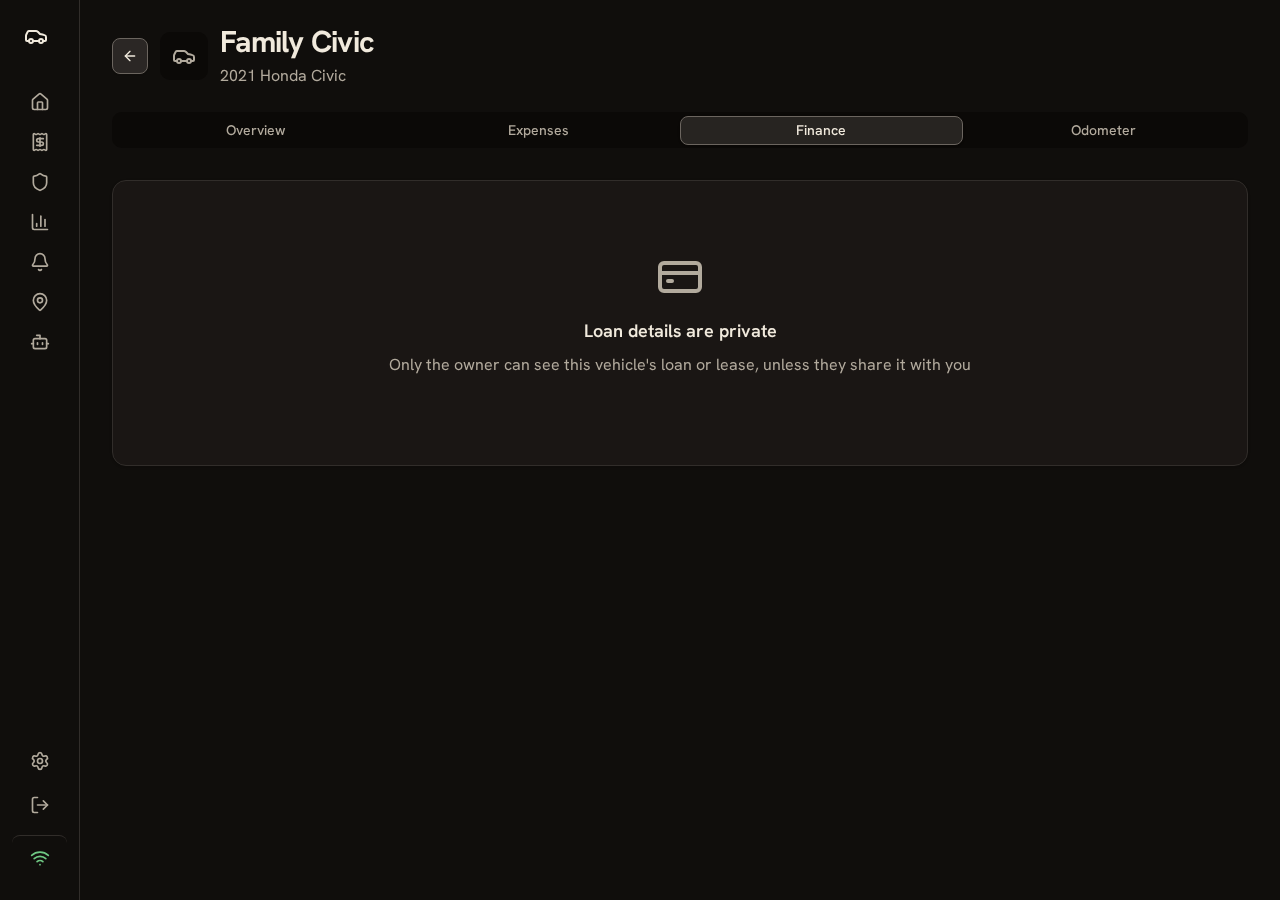 Family Civic
2021 Honda Civic
Overview
Expenses
Finance
Odometer
Loan details are private
Only the owner can see this vehicle's loan or lease, unless they share it with you